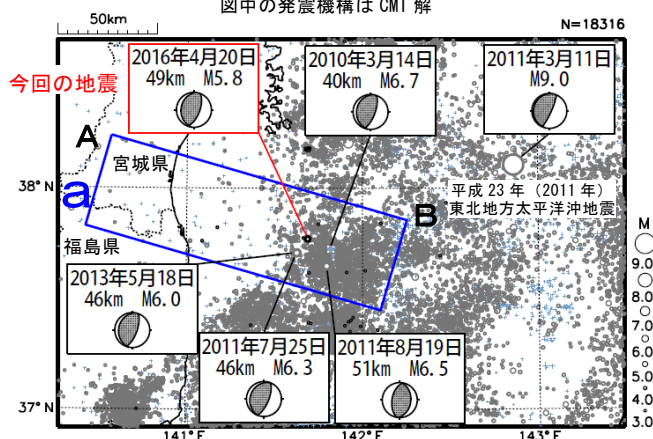 図中の発震機構は CMT 解
50km
N=18316
2016年4月20日
49km M5.8
2010年3月14日
40km M6.7
2011年3月11日
M9.0
今回の地震
A
宮城県
38°N
a
B
平成 23 年(2011 年)
東北地方太平洋沖地震
福島県
M
9.0
8.0
7.0
6.0
5.0
4.0
3.0
2013年5月18日
46km M6.0
2011年7月25日
46km M6.3
2011年8月19日
51km M6.5
37°N
141°E
142°E
143°E